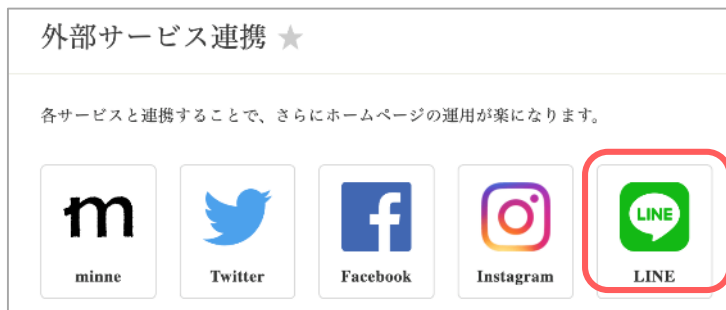 外部サービス連携 ★
各サービスと連携することで、さらにホームページの運用が楽になります。
m
f
LINE
minne
Twitter
Facebook
Instagram
LINE